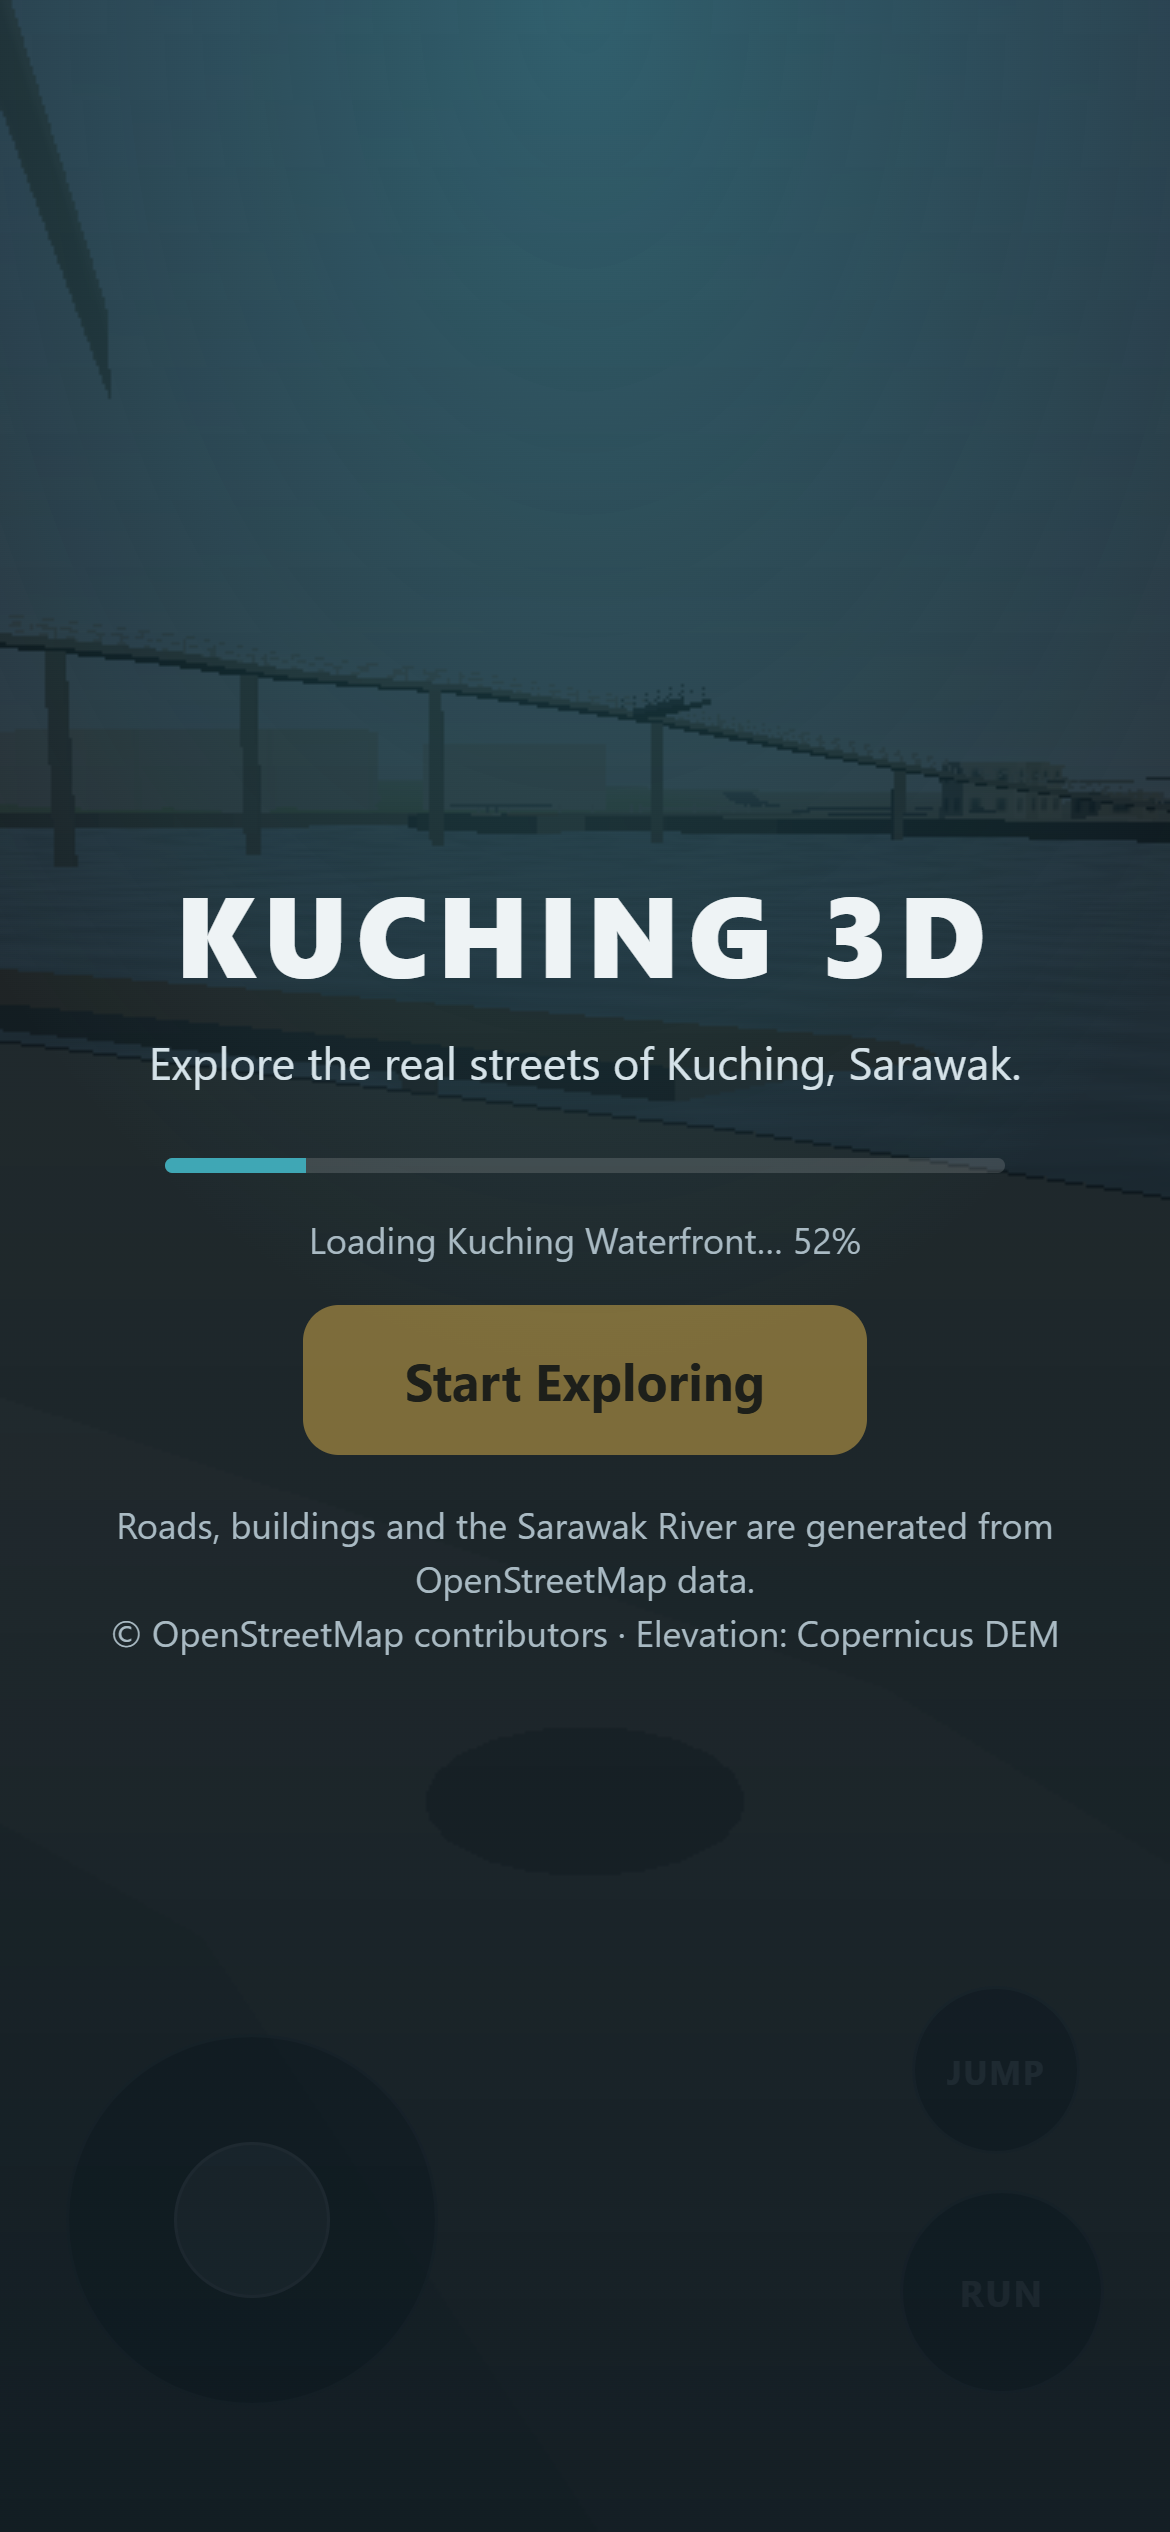 KUCHING 3D
Explore the real streets of Kuching, Sarawak.
Loading Kuching Waterfront... 52%
Start Exploring
Roads, buildings and the Sarawak River are generated from
OpenStreetMap data.
© OpenStreetMap contributors · Elevation: Copernicus DEM
JUMP
RUN